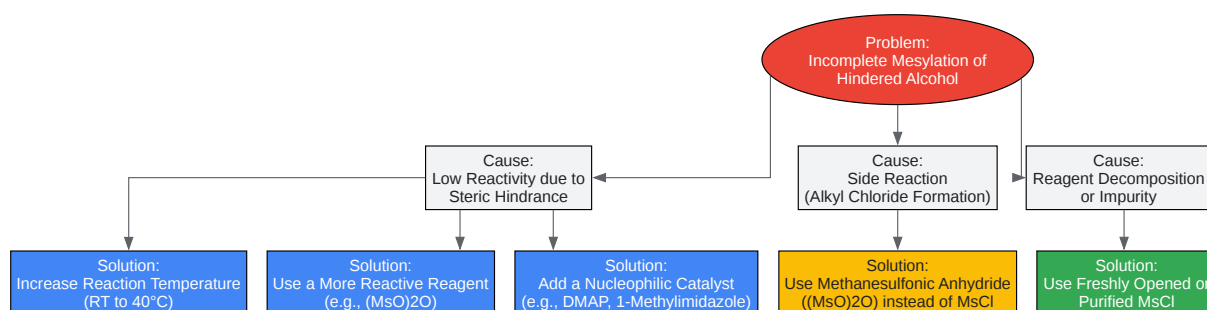 Problem:
Incomplete Mesylation of
Hindered Alcohol
Cause:
Low Reactivity due to
Steric Hindrance
Cause:
Side Reaction
(Alkyl Chloride Formation)
Cause:
Reagent Decomposition
or Impurity
Solution:
Increase Reaction Temperature
(RT to 40°C)
Solution:
Use a More Reactive Reagent
(e.g., (MsO)2O)
Solution:
Add a Nucleophilic Catalyst
(e.g., DMAP, 1-Methylimidazole)
Solution:
Use Methanesulfonic Anhydride
((MsO)2O) instead of MsCl
Solution:
Use Freshly Opened or
Purified MsCl